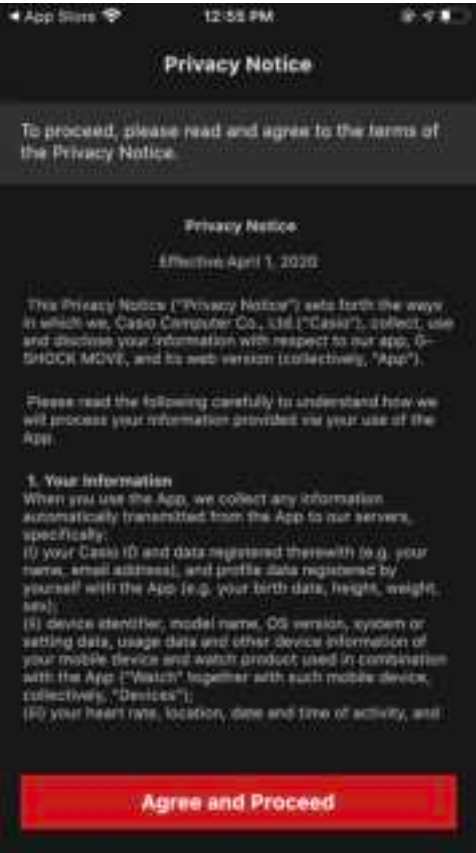 App Store 12:55 PM
Privacy Notice
To proceed, please read and agree to the terms of
the Privacy Notice.
Privacy Notice
Effective April 1, 2020
This Privacy Notice ("Privacy Notice") sets forth the ways
in which we, Casio Computer Co., Ltd.("Casio"), collect, use
and disclose your information with respect to our app, G-
SHOCK MOVE, and its web version (collectively, "App").
Please read the following carefully to understand how we
will process your information provided via your use of the
App.
1. Your Information
When you use the App, we collect any information
automatically transmitted from the App to our servers,
specifically:
(i) your Casio ID and data registered therewith (e.g. your
name, email address), and profile data registered by
yourself with the App (e.g. your birth date, height, weight,
sex);
(ii) device identifier, model name, OS version, system or
setting data, usage data and other device information of
your mobile device and watch product used in combination
with the App ("Watch" together with such mobile device,
collectively, "Devices");
(iii) your heart rate, location, date and time of activity, and
Agree and Proceed